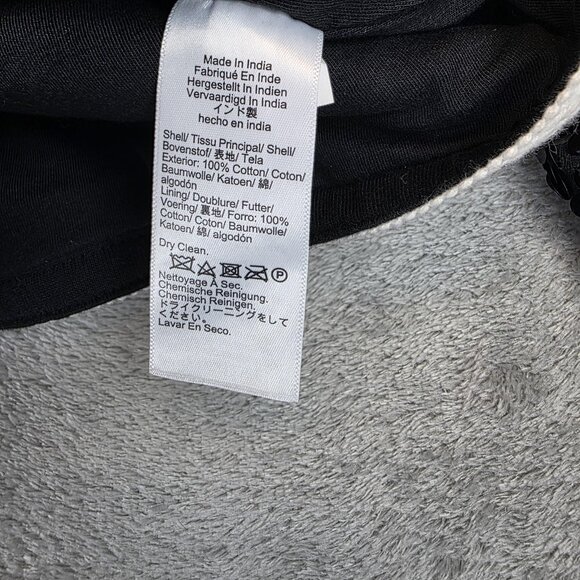 Made In India
Fabriqué En Inde
Hergestellt In Indien
Vervaardigd In India
インド製
hecho en india
Shell/ Tissu Principal/ Shell/
Bovenstof/ 表地/ Tela
Exterior: 100% Cotton/ Coton/
Baumwolle/ Katoen/ 綿/
algodón
Lining/ Doublure/ Futter/
Voering/ 裏地/ Forro: 100%
Cotton/ Coton/ Baumwolle/
Katoen/ 綿/ algodón
Dry Clean.
P
Nettoyage À Sec.
Chemische Reinigung.
Chemisch Reinigen.
ドライクリーニングをして
ください。
Lavar En Seco.